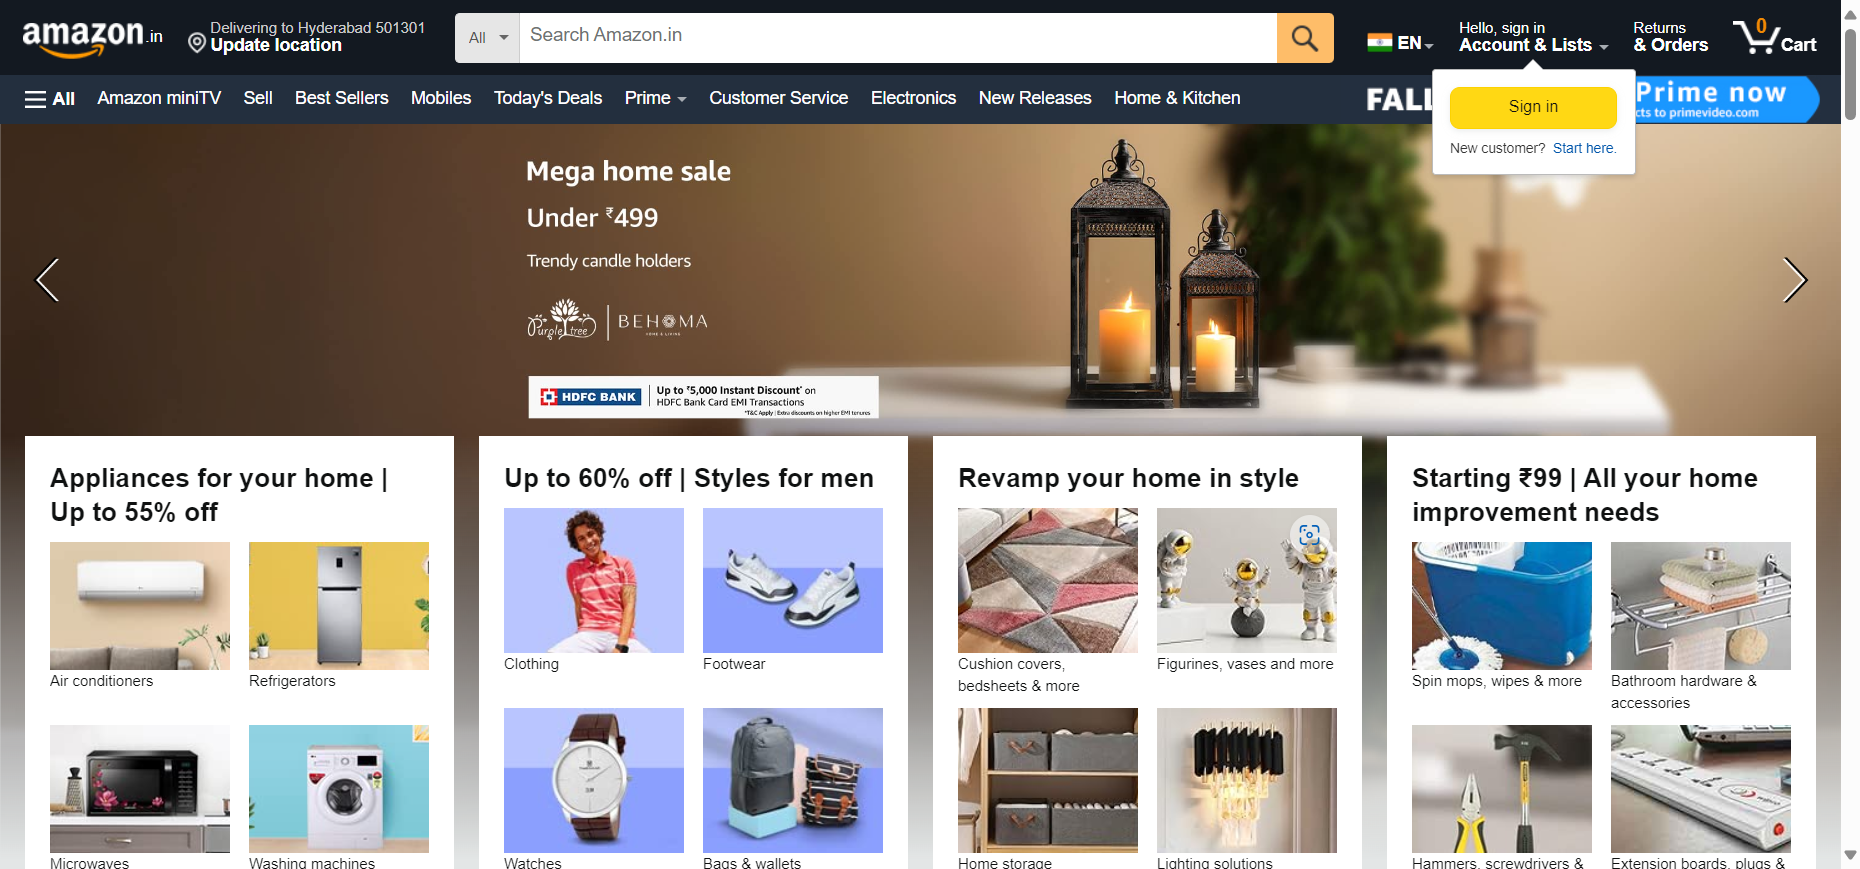 amazon.in
Delivering to Hyderabad 501301
Update location
All
Search Amazon.in
EN
Hello, sign in
Account & Lists
Returns
& Orders
0
Cart
All
Amazon miniTV
Sell
Best Sellers
Mobiles
Today's Deals
Prime
Customer Service
Electronics
New Releases
Home & Kitchen
FALL
Prime now
cts to primevideo.com
Sign in
New customer? Start here.
Mega home sale
Under ₹499
Trendy candle holders
Purple tree
BEHOMA
HOME & LIVING
HDFC BANK
Up to ₹5,000 Instant Discount* on
HDFC Bank Card EMI Transactions
*T&C Apply | Extra discounts on higher EMI tenures
Appliances for your home |
Up to 55% off
Air conditioners
Refrigerators
Microwaves
Washing machines
Up to 60% off | Styles for men
Clothing
Footwear
Watches
Bags & wallets
Revamp your home in style
Cushion covers,
bedsheets & more
Figurines, vases and more
Home storage
Lighting solutions
Starting ₹99 | All your home
improvement needs
Spin mops, wipes & more
Bathroom hardware &
accessories
Hammers, screwdrivers &
Extension boards, plugs &